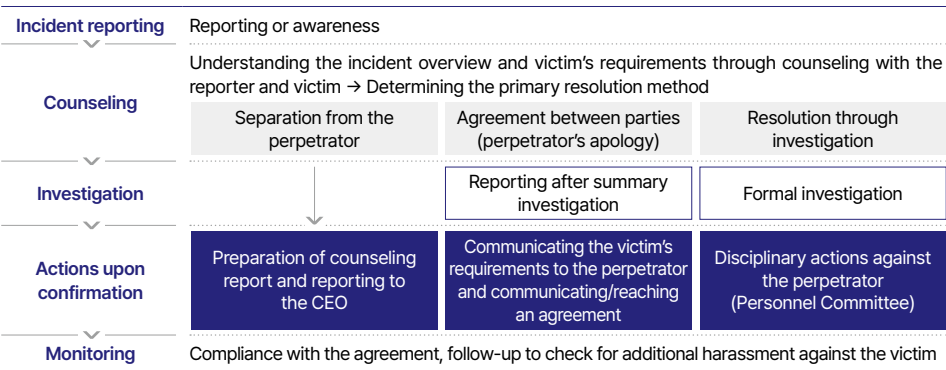 Incident reporting
Reporting or awareness
Counseling
Understanding the incident overview and victim’s requirements through counseling with the
reporter and victim → Determining the primary resolution method
Separation from the
perpetrator
Agreement between parties
(perpetrator’s apology)
Resolution through
investigation
Investigation
Reporting after summary
investigation
Formal investigation
Actions upon
confirmation
Preparation of counseling
report and reporting to
the CEO
Communicating the victim’s
requirements to the perpetrator
and communicating/reaching
an agreement
Disciplinary actions against
the perpetrator
(Personnel Committee)
Monitoring
Compliance with the agreement, follow-up to check for additional harassment against the victim